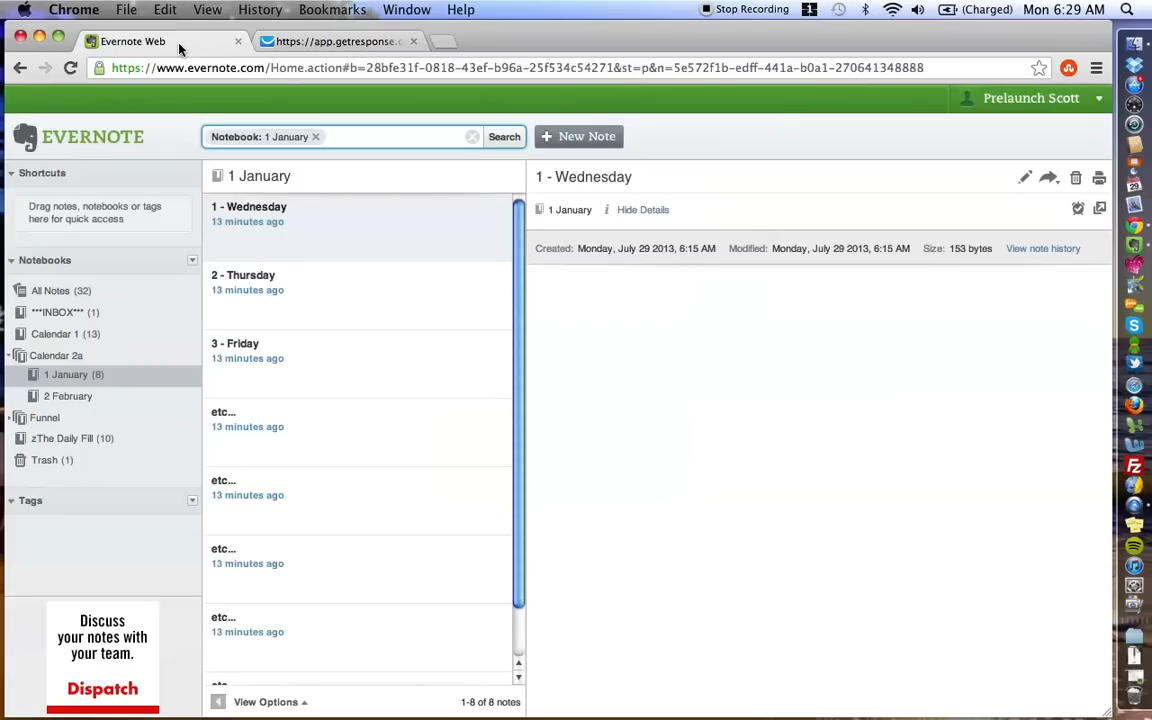 Chrome File Edit View History Bookmarks Window Help Stop Recording (Charged) Mon 6:29 AM
Evernote Web https://app.getresponse.c
https://www.evernote.com/Home.action#b=28bfe31f-0818-43ef-b96a-25f534c54271&st=p&n=5e572f1b-edff-441a-b0a1-270641348888
Prelaunch Scott
EVERNOTE Notebook: 1 January Search + New Note
Shortcuts
Drag notes, notebooks or tags
here for quick access
Notebooks
All Notes (32)
***INBOX*** (1)
Calendar 1 (13)
Calendar 2a
1 January (8)
2 February
Funnel
zThe Daily Fill (10)
Trash (1)
Tags
Discuss
your notes with
your team.
Dispatch
1 January
1 - Wednesday
13 minutes ago
2 - Thursday
13 minutes ago
3 - Friday
13 minutes ago
etc...
13 minutes ago
etc...
13 minutes ago
etc...
13 minutes ago
etc...
13 minutes ago
View Options 1-8 of 8 notes
1 - Wednesday
1 January i Hide Details
Created: Monday, July 29 2013, 6:15 AM Modified: Monday, July 29 2013, 6:15 AM Size: 153 bytes View note history